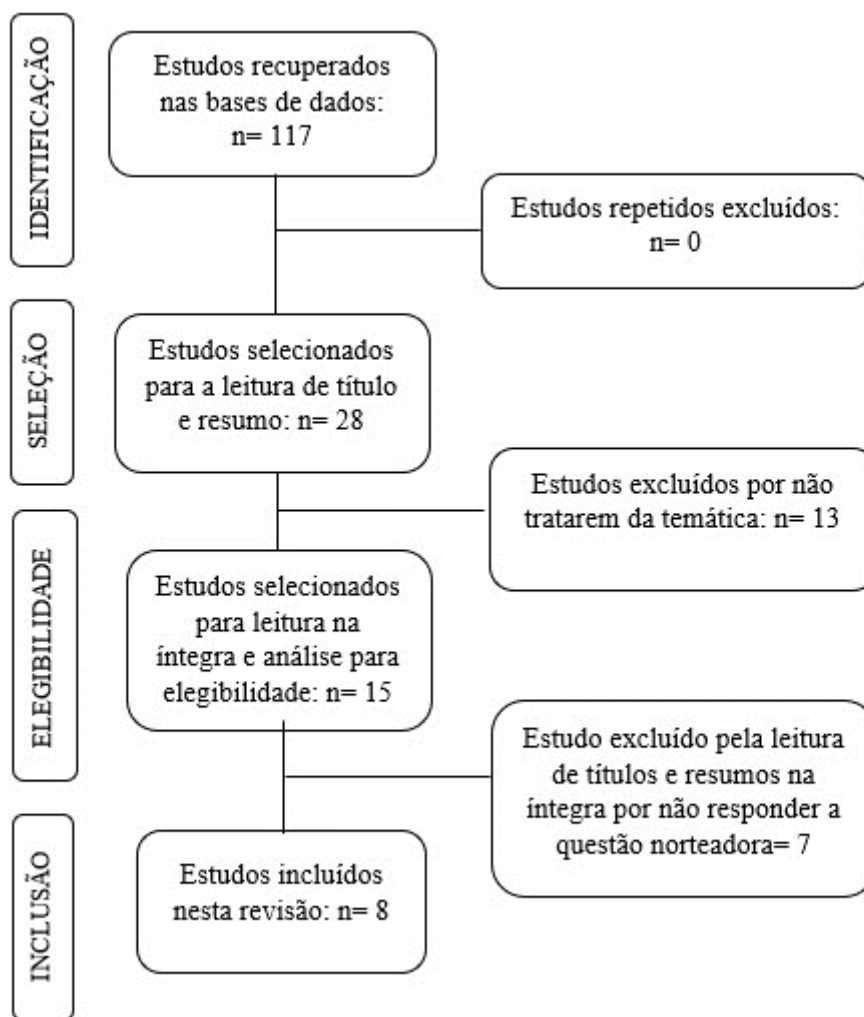 IDENTIFICAÇÃO
Estudos recuperados
nas bases de dados:
n= 117
Estudos repetidos excluídos:
n= 0
SELEÇÃO
Estudos selecionados
para a leitura de título
e resumo: n= 28
Estudos excluídos por não
tratarem da temática: n= 13
ELEGIBILIDADE
Estudos selecionados
para leitura na
íntegra e análise para
elegibilidade: n= 15
Estudo excluído pela leitura
de títulos e resumos na
íntegra por não responder a
questão norteadora= 7
INCLUSÃO
Estudos incluídos
nesta revisão: n= 8